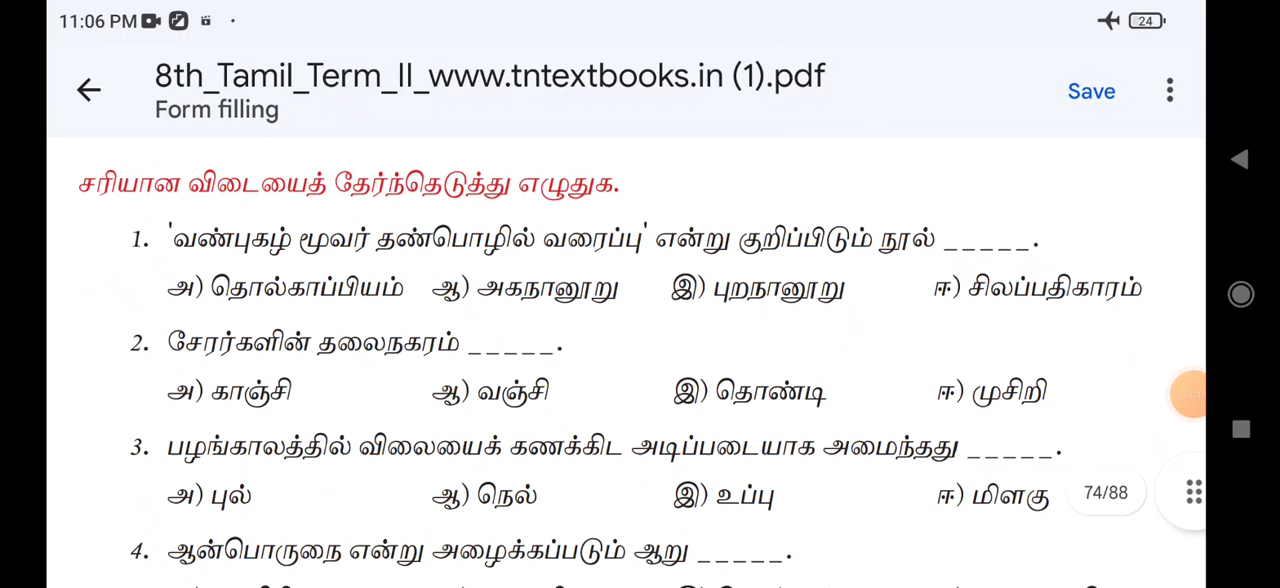 11:06 PM
24
8th_Tamil_Term_II_www.tntextbooks.in (1).pdf
Form filling
Save
சரியான விடையைத் தேர்ந்தெடுத்து எழுதுக.
1. 'வண்புகழ் மூவர் தண்பொழில் வரைப்பு' என்று குறிப்பிடும் நூல் _____.
அ) தொல்காப்பியம் ஆ) அகநானூறு இ) புறநானூறு ஈ) சிலப்பதிகாரம்
2. சேரர்களின் தலைநகரம் _____.
அ) காஞ்சி ஆ) வஞ்சி இ) தொண்டி ஈ) முசிறி
3. பழங்காலத்தில் விலையைக் கணக்கிட அடிப்படையாக அமைந்தது _____.
அ) புல் ஆ) நெல் இ) உப்பு ஈ) மிளகு
74/88
4. ஆன்பொருநை என்று அழைக்கப்படும் ஆறு _____.